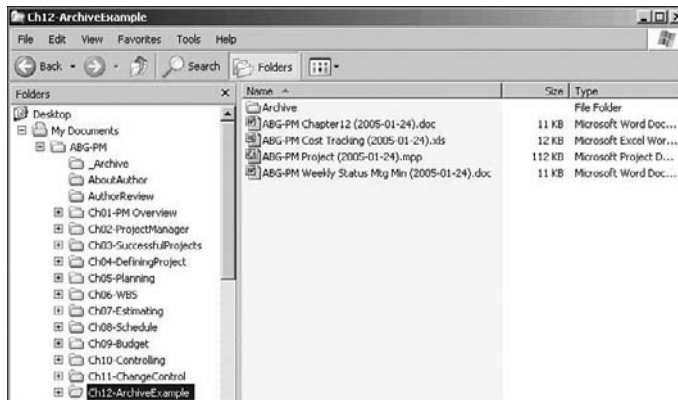 Ch12-ArchiveExample
File Edit View Favorites Tools Help
Back Search Folders
Folders x Name Size Type
Desktop
My Documents
ABG-PM
_Archive
AboutAuthor
AuthorReview
Ch01-PM Overview
Ch02-ProjectManager
Ch03-SuccessfulProjects
Ch04-DefiningProject
Ch05-Planning
Ch06-WBS
Ch07-Estimating
Ch08-Schedule
Ch09-Budget
Ch10-Controlling
Ch11-ChangeControl
Ch12-ArchiveExample
Archive File Folder
ABG-PM Chapter12 (2005-01-24).doc 11 KB Microsoft Word Doc...
ABG-PM Cost Tracking (2005-01-24).xls 12 KB Microsoft Excel Wor...
ABG-PM Project (2005-01-24).mpp 112 KB Microsoft Project D...
ABG-PM Weekly Status Mtg Min (2005-01-24).doc 11 KB Microsoft Word Doc...